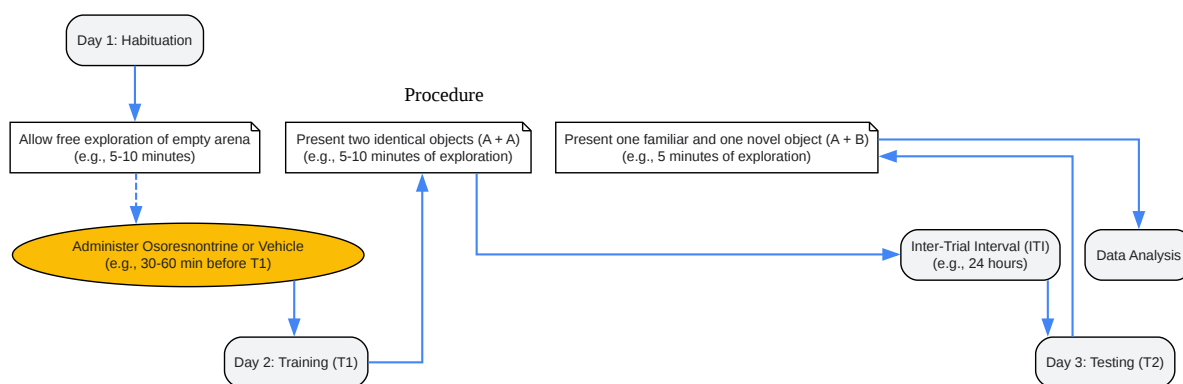 Day 1: Habituation
Procedure
Allow free exploration of empty arena
(e.g., 5-10 minutes)
Present two identical objects (A + A)
(e.g., 5-10 minutes of exploration)
Present one familiar and one novel object (A + B)
(e.g., 5 minutes of exploration)
Administer Osoresnontrine or Vehicle
(e.g., 30-60 min before T1)
Inter-Trial Interval (ITI)
(e.g., 24 hours)
Data Analysis
Day 2: Training (T1)
Day 3: Testing (T2)